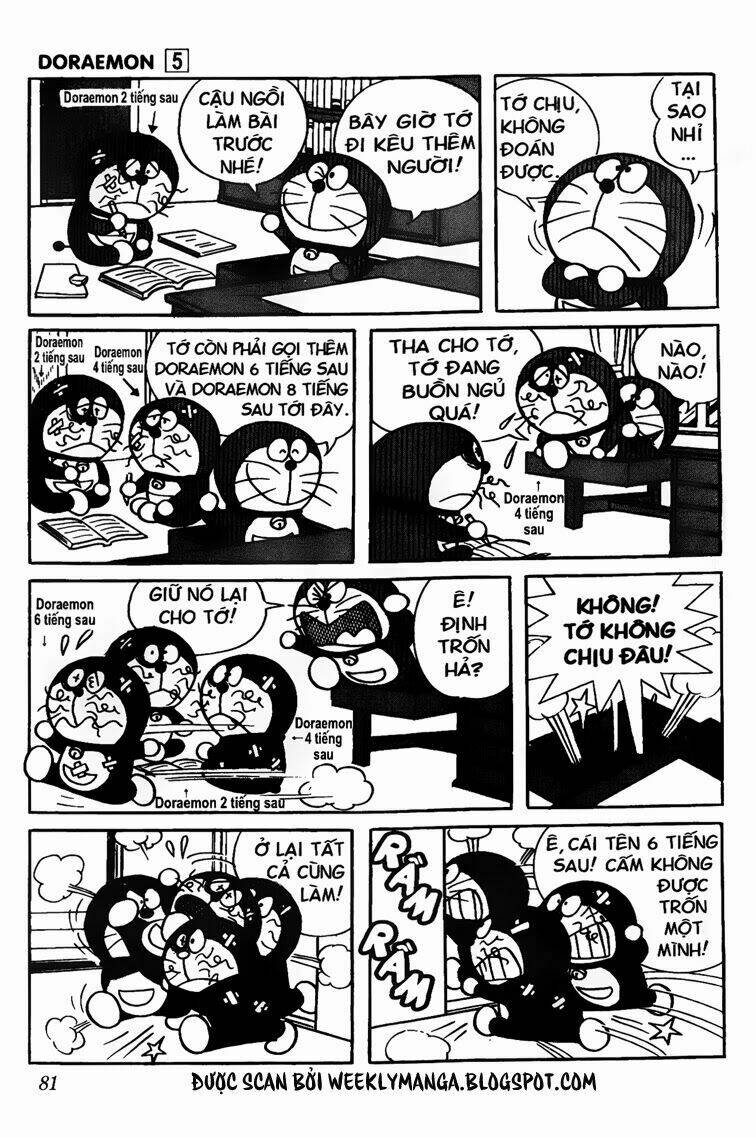 DORAEMON 5
Doraemon 2 tiếng sau
CẬU NGỒI
LÀM BÀI
TRƯỚC
NHÉ!
BÂY GIỜ TỚ
ĐI KÊU THÊM
NGƯỜI!
TỚ CHỊU,
KHÔNG
ĐOÁN
ĐƯỢC.
TẠI
SAO
NHỈ
...
Doraemon
2 tiếng sau
Doraemon
4 tiếng sau
TỚ CÒN PHẢI GỌI THÊM
DORAEMON 6 TIẾNG SAU
VÀ DORAEMON 8 TIẾNG
SAU TỚI ĐÂY.
THA CHO TỚ,
TỚ ĐANG
BUỒN NGỦ
QUÁ!
NÀO,
NÀO!
Doraemon
4 tiếng
sau
Doraemon
6 tiếng sau
GIỮ NÓ LẠI
CHO TỚ!
Ê!
ĐỊNH
TRỐN
HẢ?
Doraemon
4 tiếng
sau
Doraemon 2 tiếng sau
KHÔNG!
TỚ KHÔNG
CHỊU ĐÂU!
Ở LẠI TẤT
CẢ CÙNG
LÀM!
RẦM
RẦM
Ê, CÁI TÊN 6 TIẾNG
SAU! CẤM KHÔNG
ĐƯỢC
TRỐN
MỘT
MÌNH!
81
ĐƯỢC SCAN BỞI WEEKLYMANGA.BLOGSPOT.COM